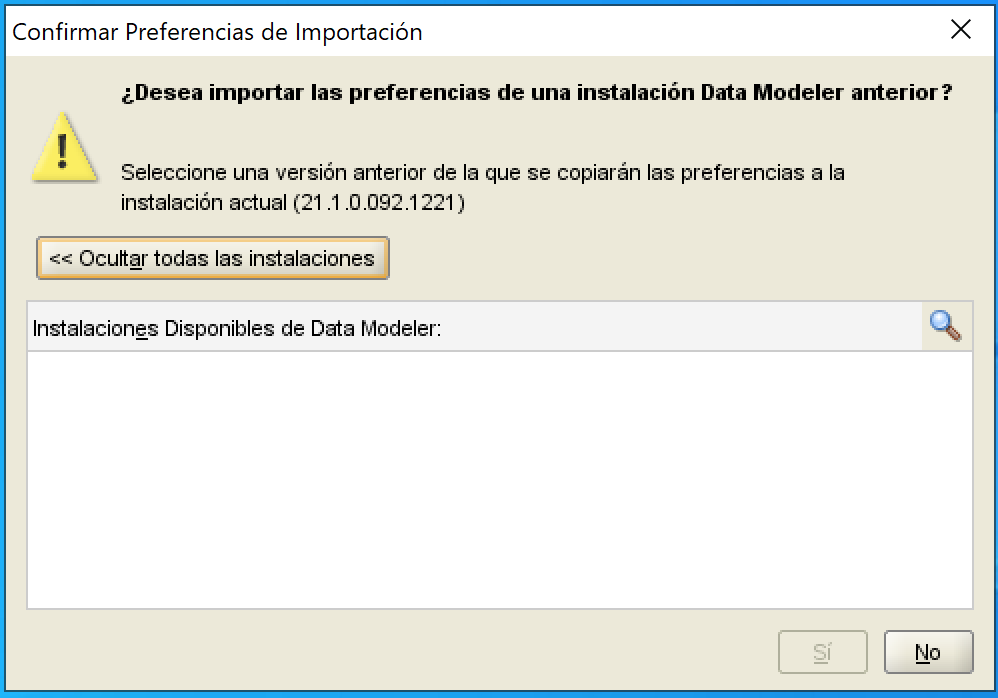 Confirmar Preferencias de Importación
¿Desea importar las preferencias de una instalación Data Modeler anterior?
Seleccione una versión anterior de la que se copiarán las preferencias a la
instalación actual (21.1.0.092.1221)
<< Ocultar todas las instalaciones
Instalaciones Disponibles de Data Modeler:
Sí
No